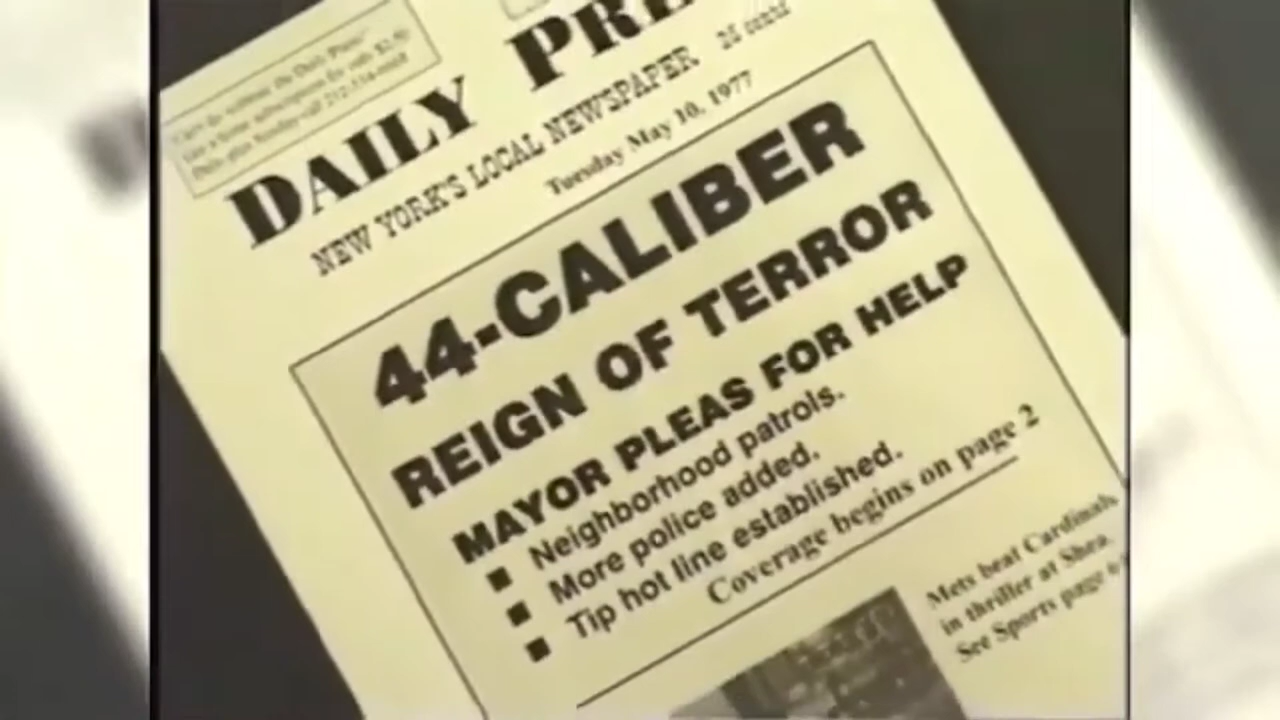 DAILY PRE
NEW YORK'S LOCAL NEWSPAPER 25 cents
Tuesday May 10, 1977
44-CALIBER
REIGN OF TERROR
MAYOR PLEAS FOR HELP
■ Neighborhood patrols.
■ More police added.
■ Tip hot line established.
Coverage begins on page 2
Mets beat Cardinals
in thriller at Shea.
See Sports page